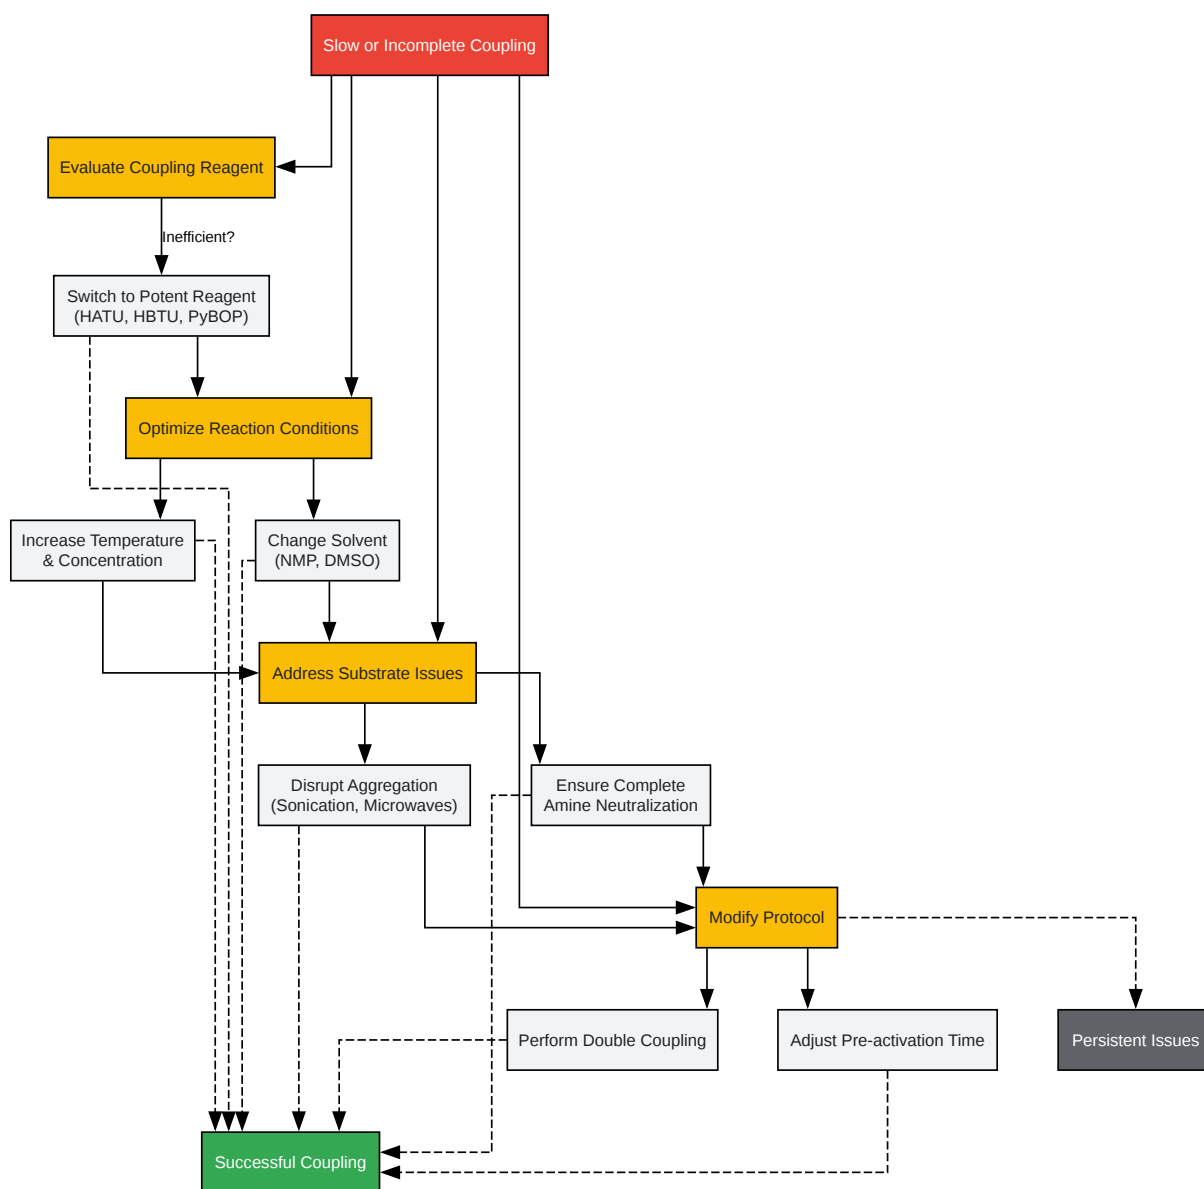 Slow or Incomplete Coupling
Evaluate Coupling Reagent
Inefficient?
Switch to Potent Reagent
(HATU, HBTU, PyBOP)
Optimize Reaction Conditions
Increase Temperature
& Concentration
Change Solvent
(NMP, DMSO)
Address Substrate Issues
Disrupt Aggregation
(Sonication, Microwaves)
Ensure Complete
Amine Neutralization
Modify Protocol
Perform Double Coupling
Adjust Pre-activation Time
Persistent Issues
Successful Coupling